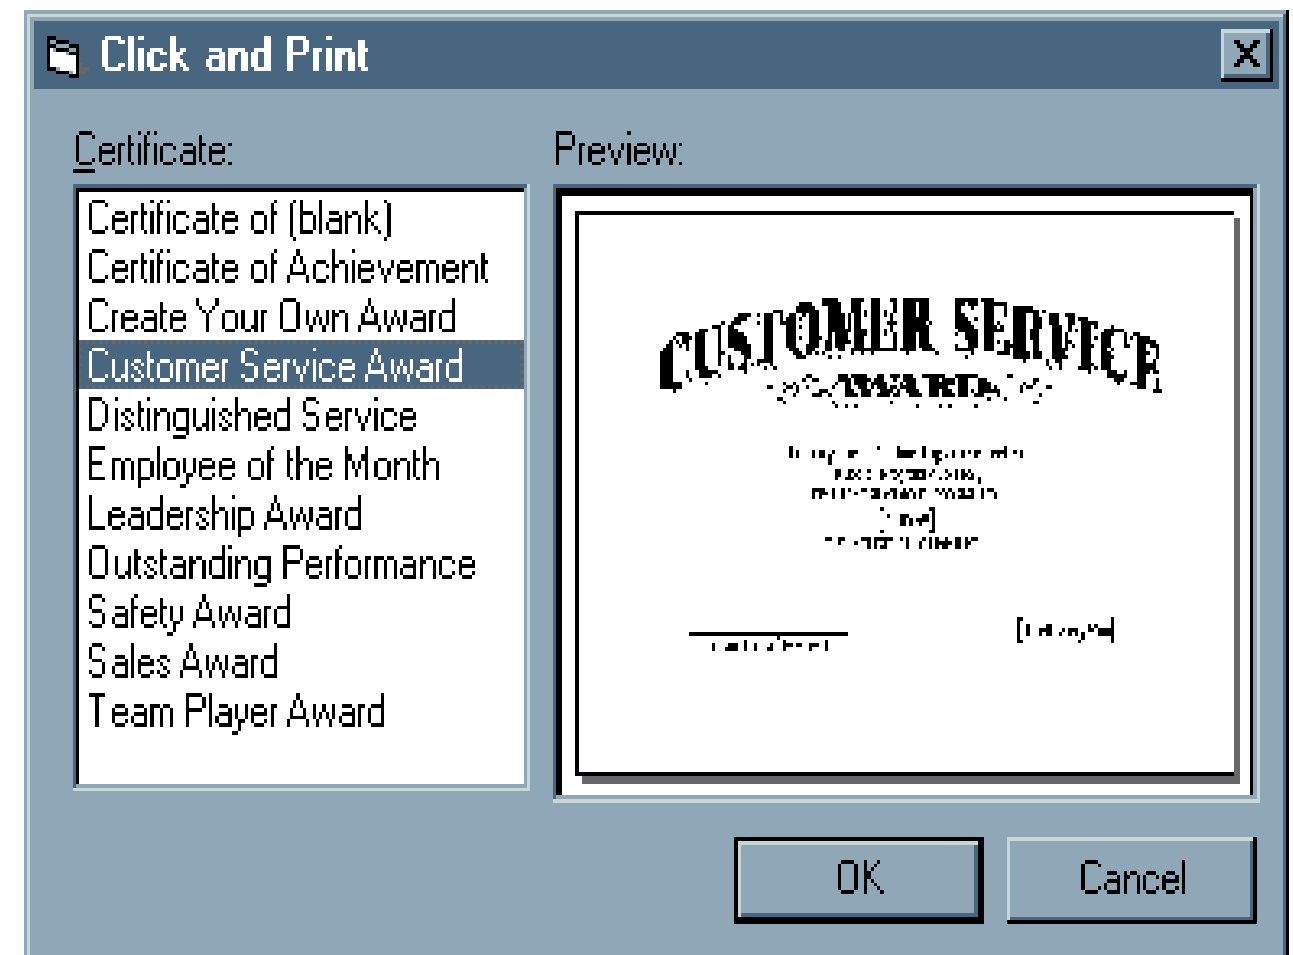 Click and Print
Certificate:
Certificate of (blank)
Certificate of Achievement
Create Your Own Award
Customer Service Award
Distinguished Service
Employee of the Month
Leadership Award
Outstanding Performance
Safety Award
Sales Award
Team Player Award
Preview:
CUSTOMER SERVICE
AWARD
OK
Cancel